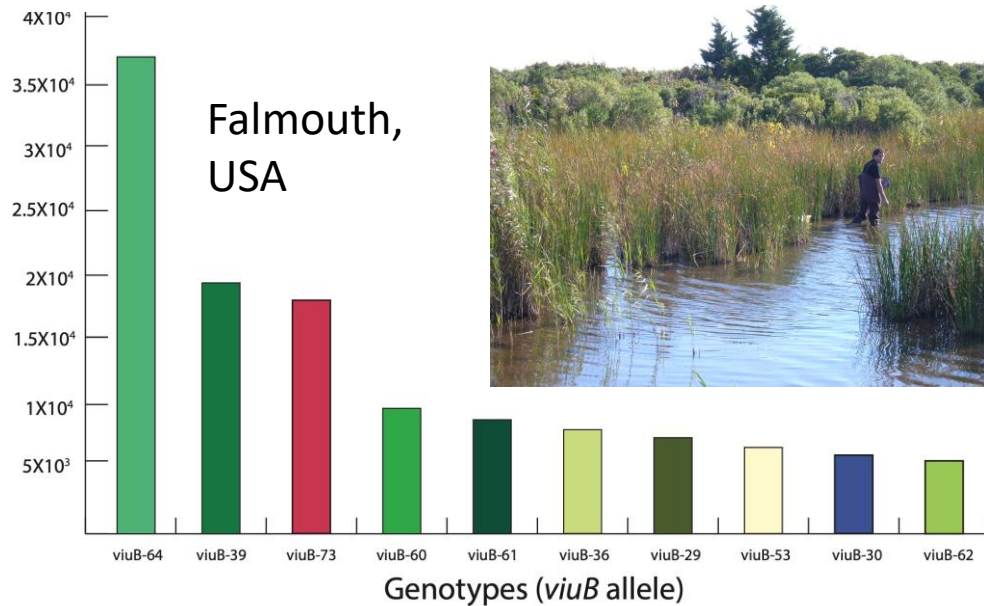 4X10⁴
3.5X10⁴
3X10⁴
2.5X10⁴
2X10⁴
1.5X10⁴
1X10⁴
5X10³
Falmouth,
USA
viuB-64 viuB-39 viuB-73 viuB-60 viuB-61 viuB-36 viuB-29 viuB-53 viuB-30 viuB-62
Genotypes (viuB allele)